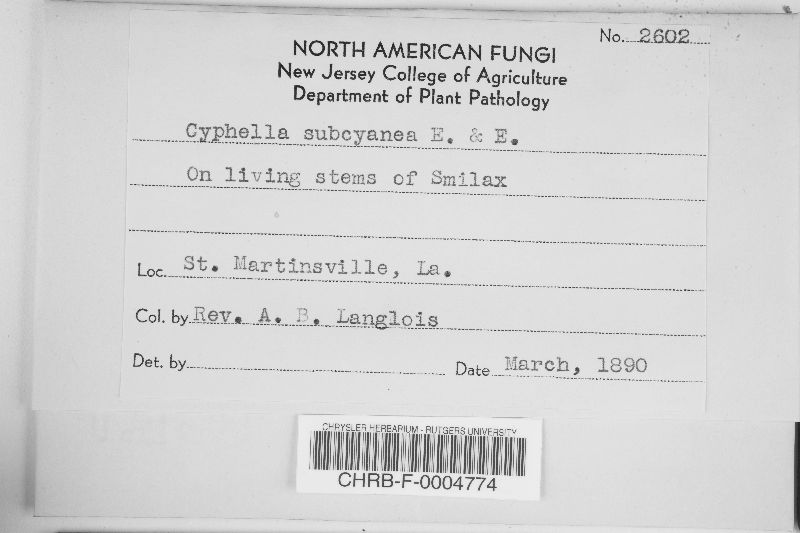 No. 2602
NORTH AMERICAN FUNGI
New Jersey College of Agriculture
Department of Plant Pathology
Cyphella subcyanea E. & E.
On living stems of Smilax
Loc. St. Martinsville, La.
Col. by Rev. A. B. Langlois
Det. by
Date March, 1890
CHRYSLER HERBARIUM - RUTGERS UNIVERSITY
CHRB-F-0004774